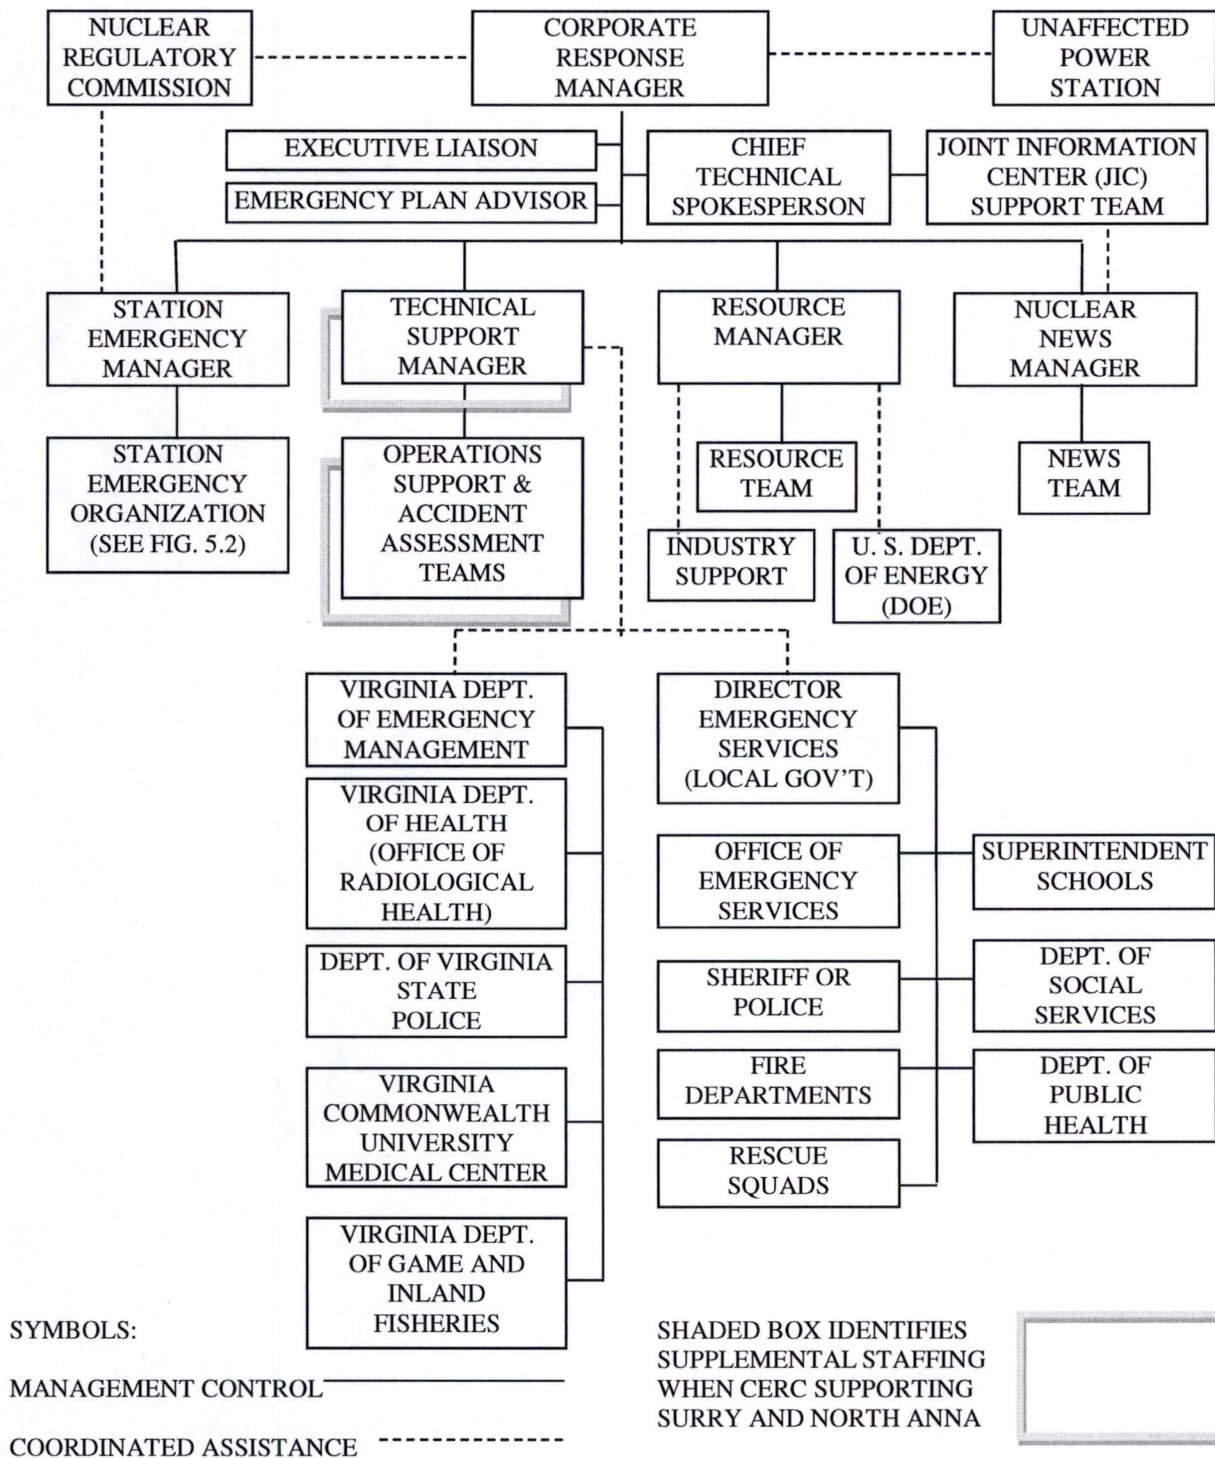 NUCLEAR
REGULATORY
COMMISSION
CORPORATE
RESPONSE
MANAGER
UNAFFECTED
POWER
STATION
EXECUTIVE LIAISON
EMERGENCY PLAN ADVISOR
CHIEF
TECHNICAL
SPOKESPERSON
JOINT INFORMATION
CENTER (JIC)
SUPPORT TEAM
STATION
EMERGENCY
MANAGER
TECHNICAL
SUPPORT
MANAGER
RESOURCE
MANAGER
NUCLEAR
NEWS
MANAGER
STATION
EMERGENCY
ORGANIZATION
(SEE FIG. 5.2)
OPERATIONS
SUPPORT &
ACCIDENT
ASSESSMENT
TEAMS
RESOURCE
TEAM
NEWS
TEAM
INDUSTRY
SUPPORT
U. S. DEPT.
OF ENERGY
(DOE)
VIRGINIA DEPT.
OF EMERGENCY
MANAGEMENT
VIRGINIA DEPT.
OF HEALTH
(OFFICE OF
RADIOLOGICAL
HEALTH)
DEPT. OF VIRGINIA
STATE
POLICE
VIRGINIA
COMMONWEALTH
UNIVERSITY
MEDICAL CENTER
VIRGINIA DEPT.
OF GAME AND
INLAND
FISHERIES
DIRECTOR
EMERGENCY
SERVICES
(LOCAL GOV'T)
OFFICE OF
EMERGENCY
SERVICES
SUPERINTENDENT
SCHOOLS
SHERIFF OR
POLICE
DEPT. OF
SOCIAL
SERVICES
FIRE
DEPARTMENTS
DEPT. OF
PUBLIC
HEALTH
RESCUE
SQUADS
SYMBOLS:
MANAGEMENT CONTROL
COORDINATED ASSISTANCE
SHADED BOX IDENTIFIES
SUPPLEMENTAL STAFFING
WHEN CERC SUPPORTING
SURRY AND NORTH ANNA